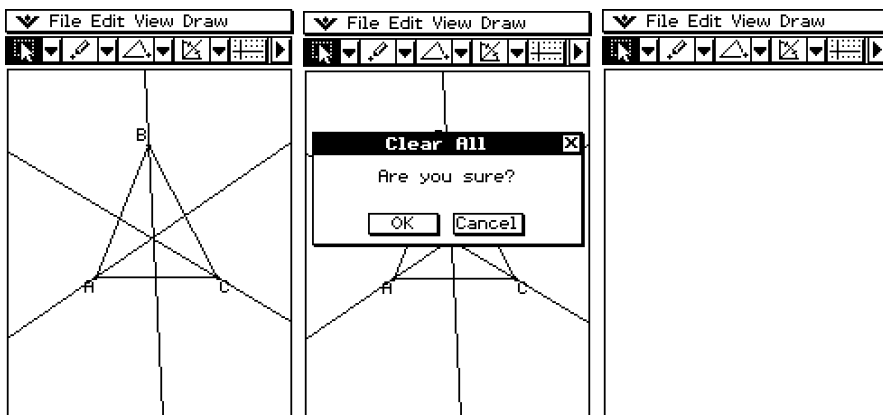 File Edit View Draw
B
A
C
File Edit View Draw
Clear All
Are you sure?
OK Cancel
A
C
File Edit View Draw